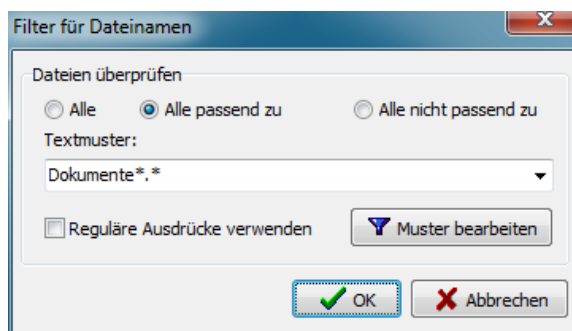 Filter für Dateinamen
Dateien überprüfen
Alle Alle passend zu Alle nicht passend zu
Textmuster:
Dokumente*.*
Reguläre Ausdrücke verwenden Muster bearbeiten
OK Abbrechen